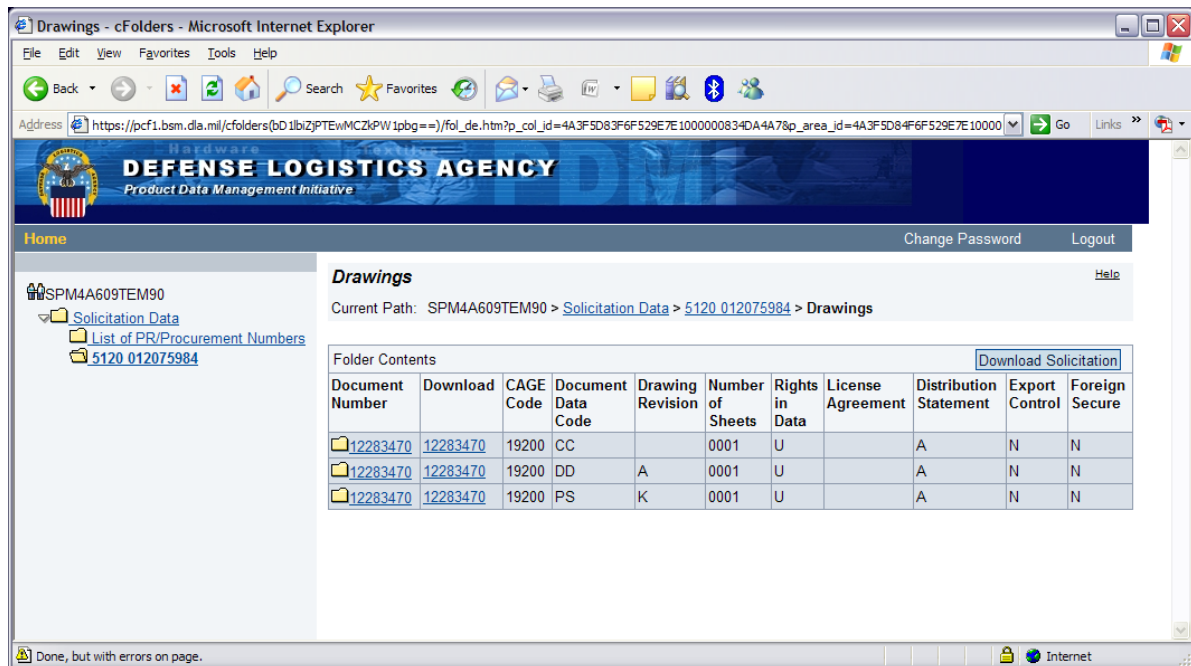 Drawings - cFolders - Microsoft Internet Explorer
File Edit View Favorites Tools Help
Back Search Favorites
Address https://pcf1.bsm.dla.mil/cfolders(bD1lbiZjPTEwMCZkPW1pbg==)/fol_de.htm?p_col_id=4A3F5D83F6F529E7E1000000834DA4A7&p_area_id=4A3F5D84F6F529E7E10000 Go Links »
Hardware
DEFENSE LOGISTICS AGENCY
Product Data Management Initiative
PDMI
Home Change Password Logout
SPM4A609TEM90
Solicitation Data
List of PR/Procurement Numbers
5120 012075984
Drawings Help
Current Path: SPM4A609TEM90 > Solicitation Data > 5120 012075984 > Drawings
Folder Contents Download Solicitation
Document Number Download CAGE Code Document Data Code Drawing Revision Number of Sheets Rights in Data License Agreement Distribution Statement Export Control Foreign Secure
12283470 12283470 19200 CC 0001 U A N N
12283470 12283470 19200 DD A 0001 U A N N
12283470 12283470 19200 PS K 0001 U A N N
Done, but with errors on page. Internet